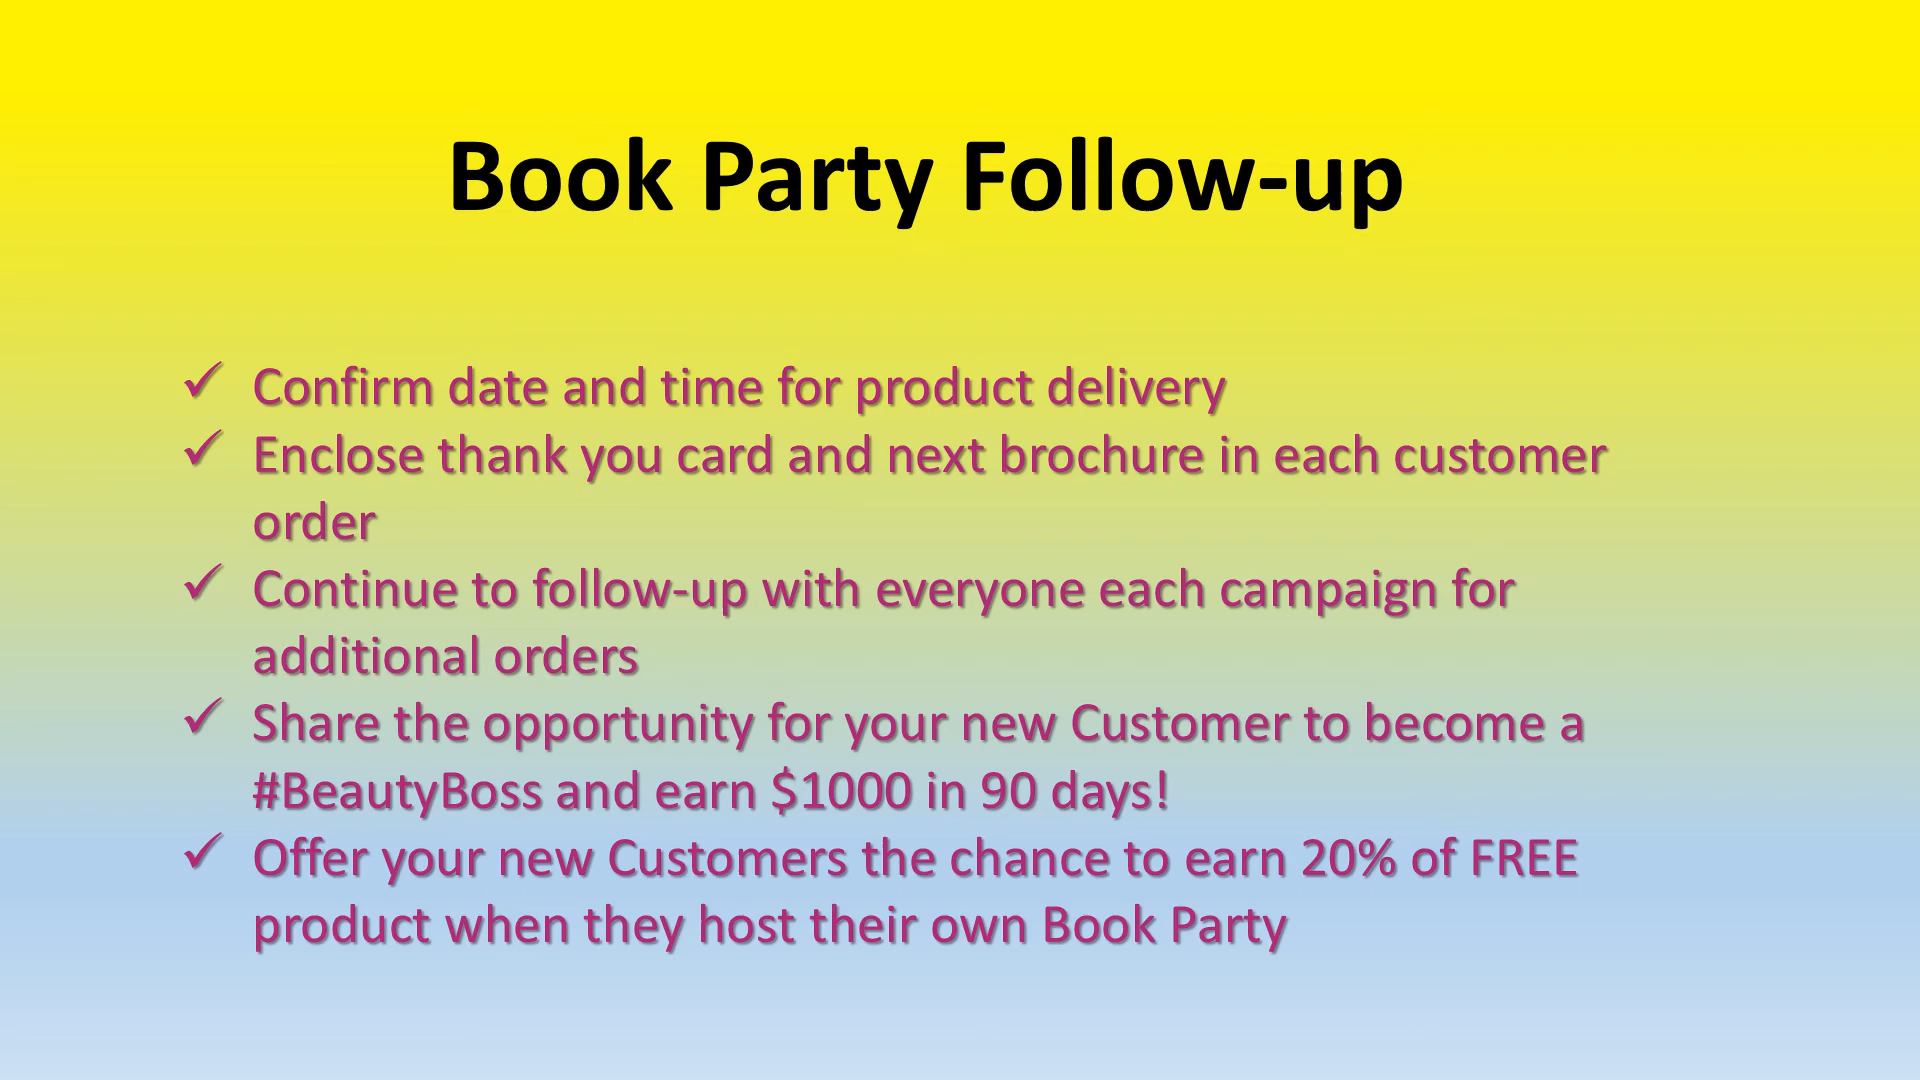 Book Party Follow-up
✓ Confirm date and time for product delivery
✓ Enclose thank you card and next brochure in each customer
order
✓ Continue to follow-up with everyone each campaign for
additional orders
✓ Share the opportunity for your new Customer to become a
#BeautyBoss and earn $1000 in 90 days!
✓ Offer your new Customers the chance to earn 20% of FREE
product when they host their own Book Party